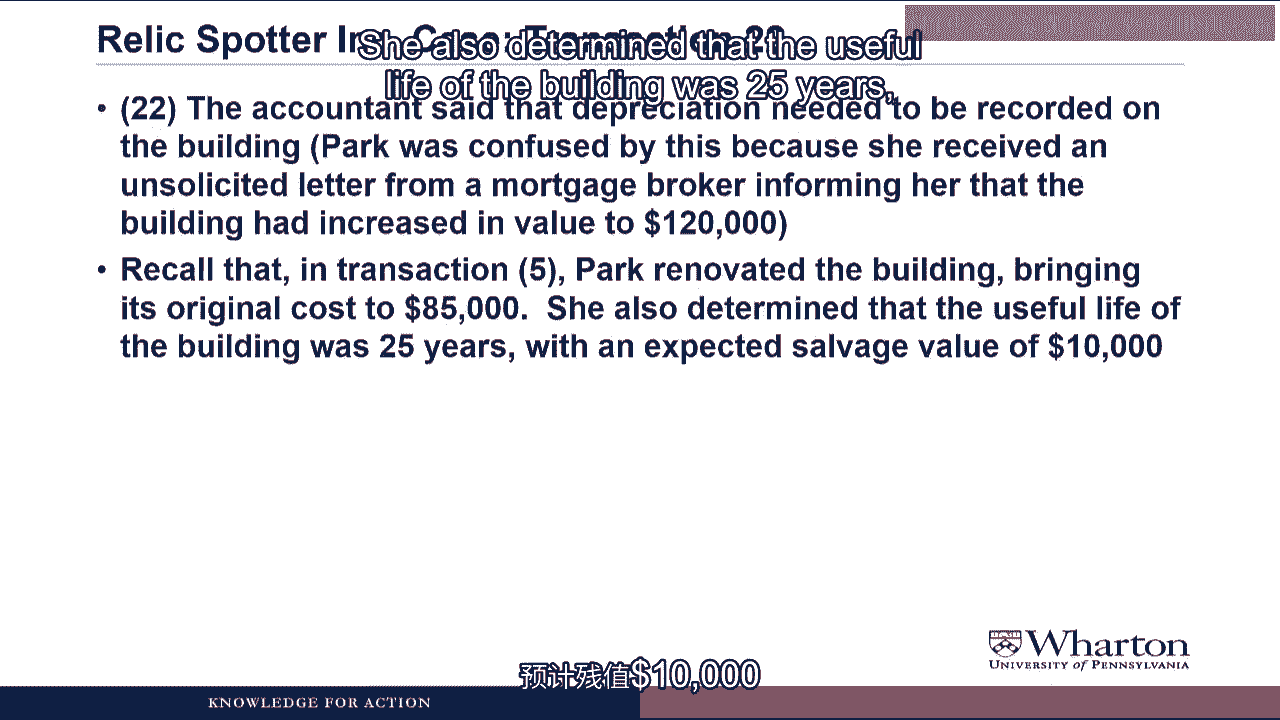 Relic Spotter Inc. Case: Transaction 22
She also determined that the useful
life of the building was 25 years,
• (22) The accountant said that depreciation needed to be recorded on
the building (Park was confused by this because she received an
unsolicited letter from a mortgage broker informing her that the
building had increased in value to $120,000)
• Recall that, in transaction (5), Park renovated the building, bringing
its original cost to $85,000. She also determined that the useful life of
the building was 25 years, with an expected salvage value of $10,000
Wharton
UNIVERSITY of PENNSYLVANIA
预计残值$10,000
KNOWLEDGE FOR ACTION